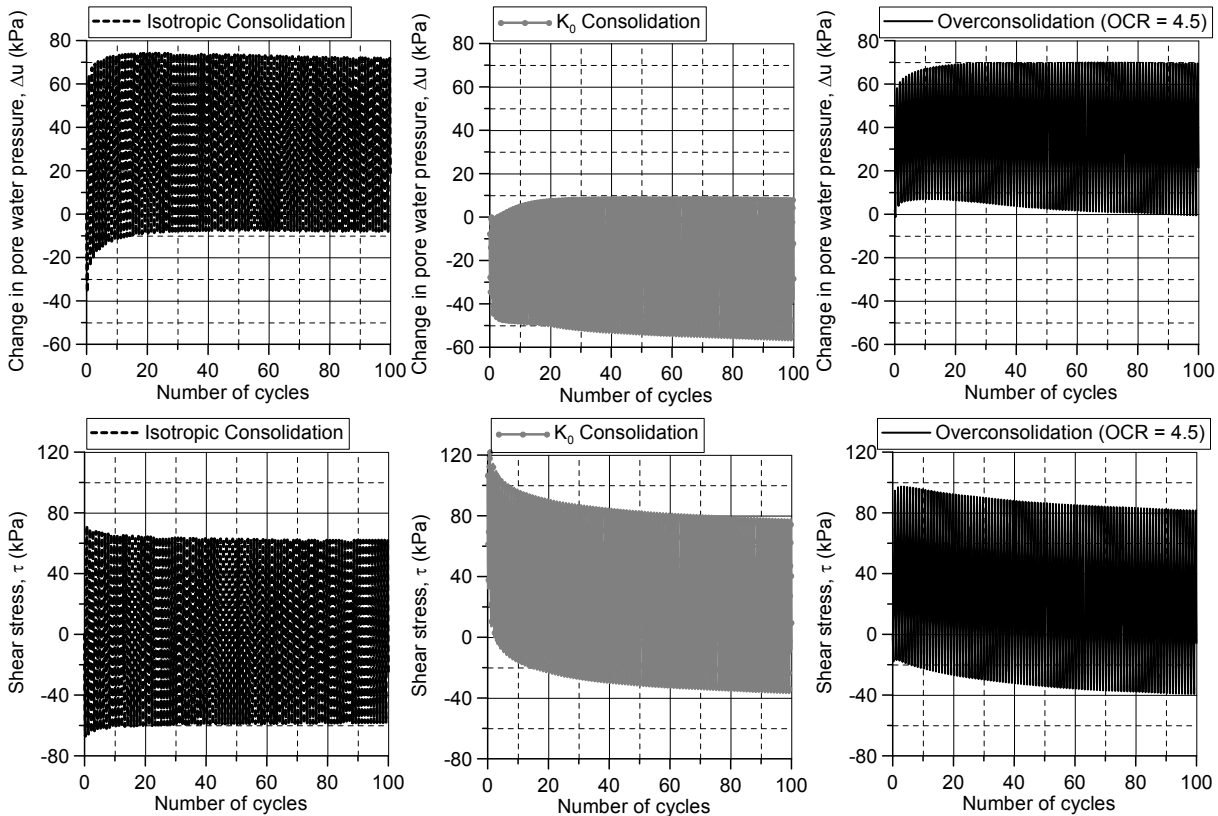 Isotropic Consolidation
Change in pore water pressure, Δu (kPa)
80
60
40
20
0
-20
-40
-60
0 20 40 60 80 100
Number of cycles
K0 Consolidation
Change in pore water pressure, Δu (kPa)
80
60
40
20
0
-20
-40
-60
0 20 40 60 80 100
Number of cycles
Overconsolidation (OCR = 4.5)
Change in pore water pressure, Δu (kPa)
80
60
40
20
0
-20
-40
-60
0 20 40 60 80 100
Number of cycles
Isotropic Consolidation
Shear stress, τ (kPa)
120
80
40
0
-40
-80
0 20 40 60 80 100
Number of cycles
K0 Consolidation
Shear stress, τ (kPa)
120
80
40
0
-40
-80
0 20 40 60 80 100
Number of cycles
Overconsolidation (OCR = 4.5)
Shear stress, τ (kPa)
120
80
40
0
-40
-80
0 20 40 60 80 100
Number of cycles